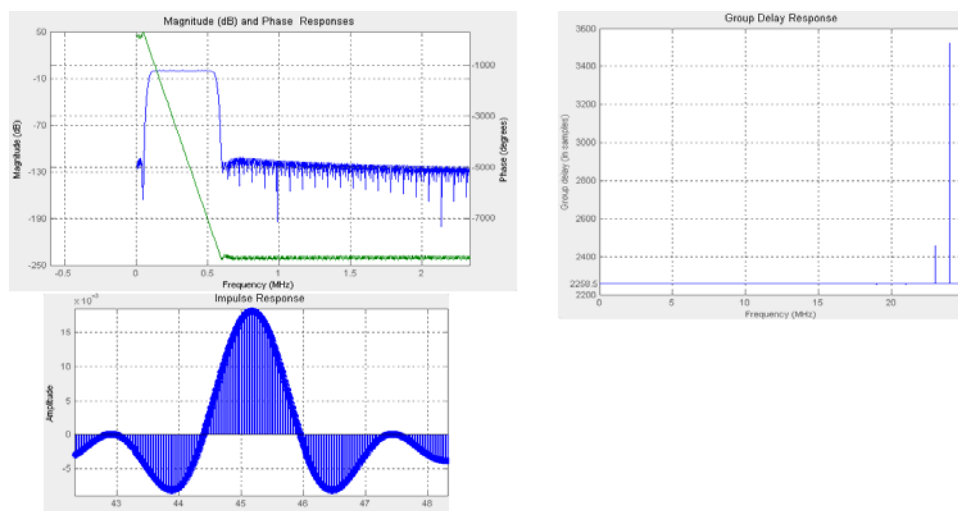 Magnitude (dB) and Phase Responses
50
-10
-70
-130
-190
-250
Magnitude (dB)
-1000
-3000
-5000
-7000
Phase (degrees)
-0.5 0 0.5 1 1.5 2
Frequency (MHz)
Group Delay Response
3600
3400
3200
3000
2800
2600
2400
2200
Group delay (in samples)
0 5 10 15 20
Frequency (MHz)
Impulse Response
×10⁻³
15
10
5
0
-5
Amplitude
43 44 45 46 47 48